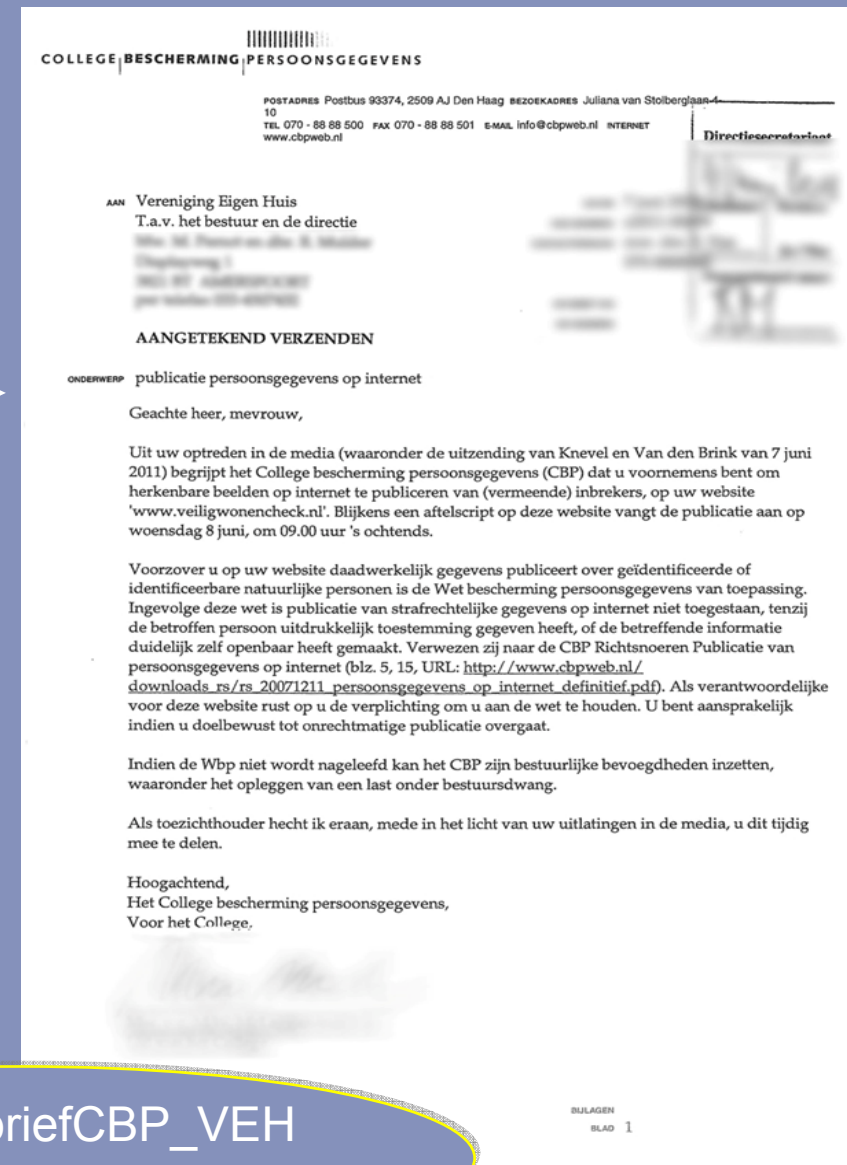 COLLEGE BESCHERMING PERSOONSGEGEVENS
POSTADRES Postbus 93374, 2509 AJ Den Haag BEZOEKADRES Juliana van Stolberglaan 4-
10
TEL 070 - 88 88 500 FAX 070 - 88 88 501 E-MAIL info@cbpweb.nl INTERNET
www.cbpweb.nl
Directiesecretariaat
AAN Vereniging Eigen Huis
T.a.v. het bestuur en de directie
AANGETEKEND VERZENDEN
ONDERWERP publicatie persoonsgegevens op internet
Geachte heer, mevrouw,
Uit uw optreden in de media (waaronder de uitzending van Knevel en Van den Brink van 7 juni
2011) begrijpt het College bescherming persoonsgegevens (CBP) dat u voornemens bent om
herkenbare beelden op internet te publiceren van (vermeende) inbrekers, op uw website
'www.veiligwonencheck.nl'. Blijkens een aftelscript op deze website vangt de publicatie aan op
woensdag 8 juni, om 09.00 uur 's ochtends.
Voorzover u op uw website daadwerkelijk gegevens publiceert over geïdentificeerde of
identificeerbare natuurlijke personen is de Wet bescherming persoonsgegevens van toepassing.
Ingevolge deze wet is publicatie van strafrechtelijke gegevens op internet niet toegestaan, tenzij
de betroffen persoon uitdrukkelijk toestemming gegeven heeft, of de betreffende informatie
duidelijk zelf openbaar heeft gemaakt. Verwezen zij naar de CBP Richtsnoeren Publicatie van
persoonsgegevens op internet (blz. 5, 15, URL: http://www.cbpweb.nl/
downloads_rs/rs_20071211_persoonsgegevens_op_internet_definitief.pdf). Als verantwoordelijke
voor deze website rust op u de verplichting om u aan de wet te houden. U bent aansprakelijk
indien u doelbewust tot onrechtmatige publicatie overgaat.
Indien de Wbp niet wordt nageleefd kan het CBP zijn bestuurlijke bevoegdheden inzetten,
waaronder het opleggen van een last onder bestuursdwang.
Als toezichthouder hecht ik eraan, mede in het licht van uw uitlatingen in de media, u dit tijdig
mee te delen.
Hoogachtend,
Het College bescherming persoonsgegevens,
Voor het College,
BIJLAGEN
BLAD 1
riefCBP_VEH